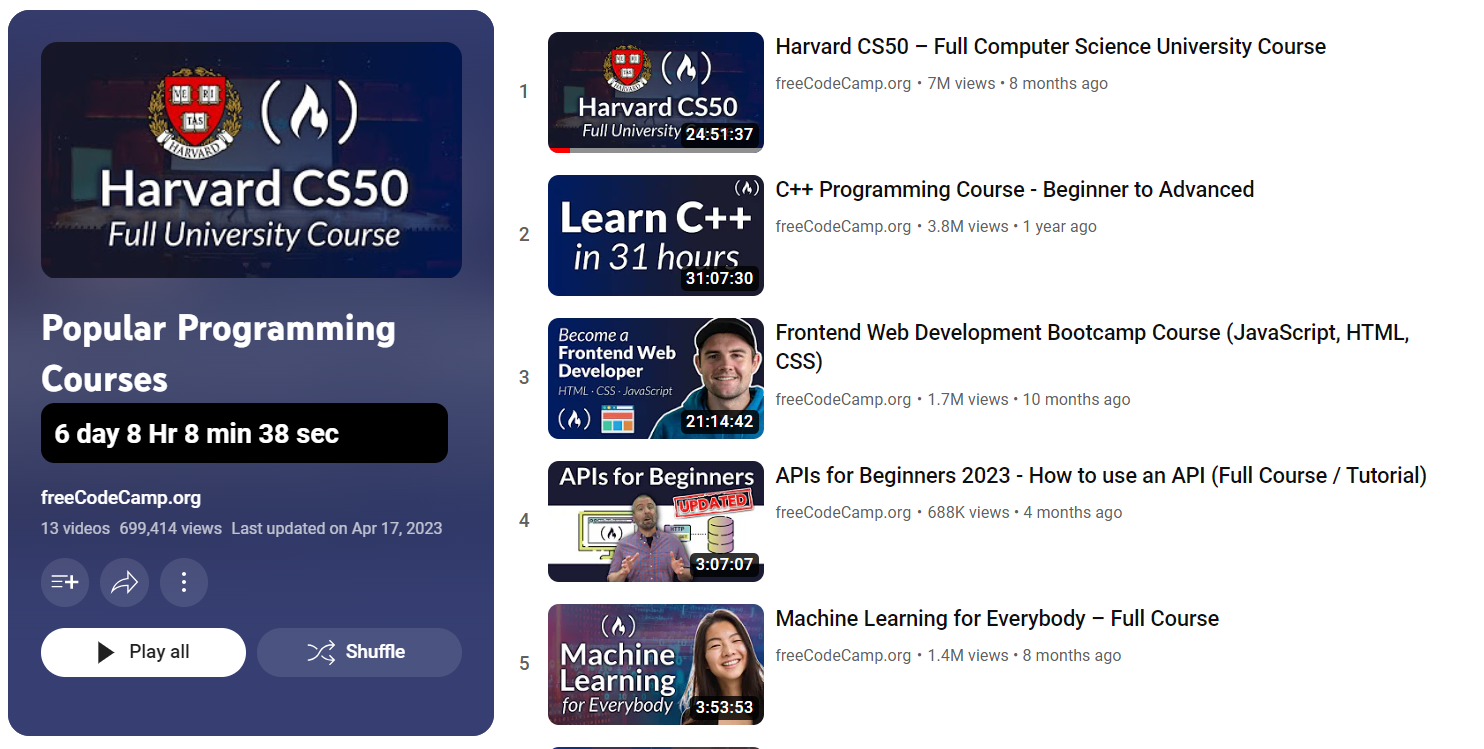 VE RI
TAS
HARVARD
Harvard CS50
Full University Course
Popular Programming
Courses
6 day 8 Hr 8 min 38 sec
freeCodeCamp.org
13 videos 699,414 views Last updated on Apr 17, 2023
Play all
Shuffle
1
VE RI
TAS
HARVARD
Harvard CS50
Full University
24:51:37
Harvard CS50 – Full Computer Science University Course
freeCodeCamp.org • 7M views • 8 months ago
2
Learn C++
in 31 hours
31:07:30
C++ Programming Course - Beginner to Advanced
freeCodeCamp.org • 3.8M views • 1 year ago
3
Become a
Frontend Web
Developer
HTML · CSS · JavaScript
21:14:42
Frontend Web Development Bootcamp Course (JavaScript, HTML,
CSS)
freeCodeCamp.org • 1.7M views • 10 months ago
4
APIs for Beginners
UPDATED
HTTP
3:07:07
APIs for Beginners 2023 - How to use an API (Full Course / Tutorial)
freeCodeCamp.org • 688K views • 4 months ago
5
Machine
Learning
for Everybody
3:53:53
Machine Learning for Everybody – Full Course
freeCodeCamp.org • 1.4M views • 8 months ago